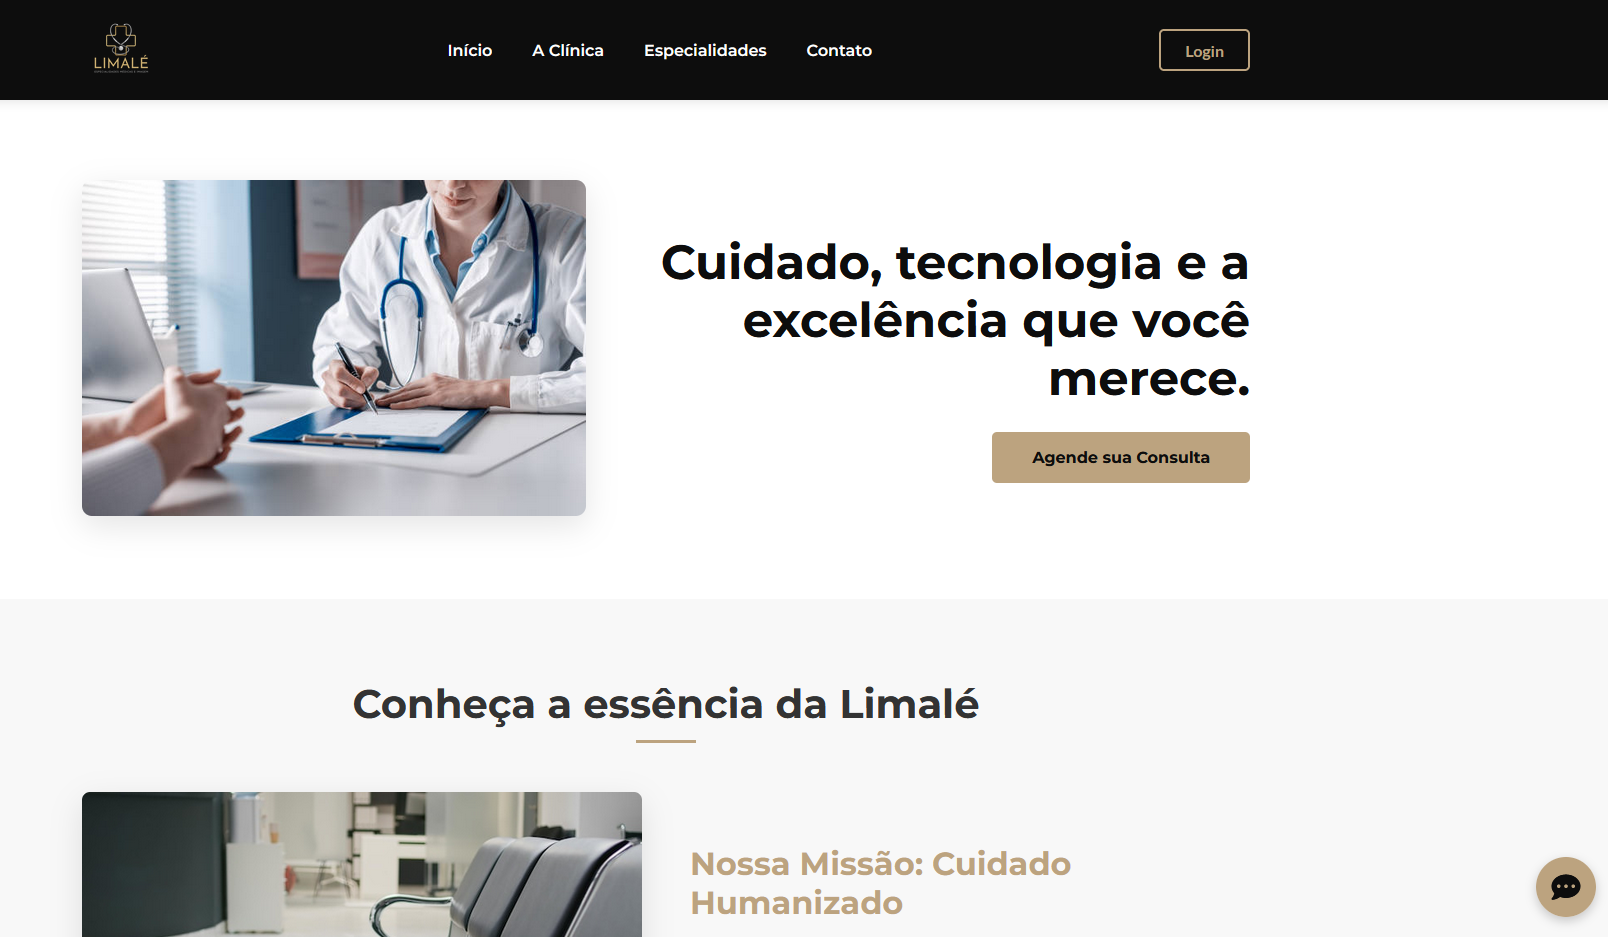 LIMALÉ
Início
A Clínica
Especialidades
Contato
Login
Cuidado, tecnologia e a
excelência que você
merece.
Agende sua Consulta
Conheça a essência da Limalé
Nossa Missão: Cuidado
Humanizado